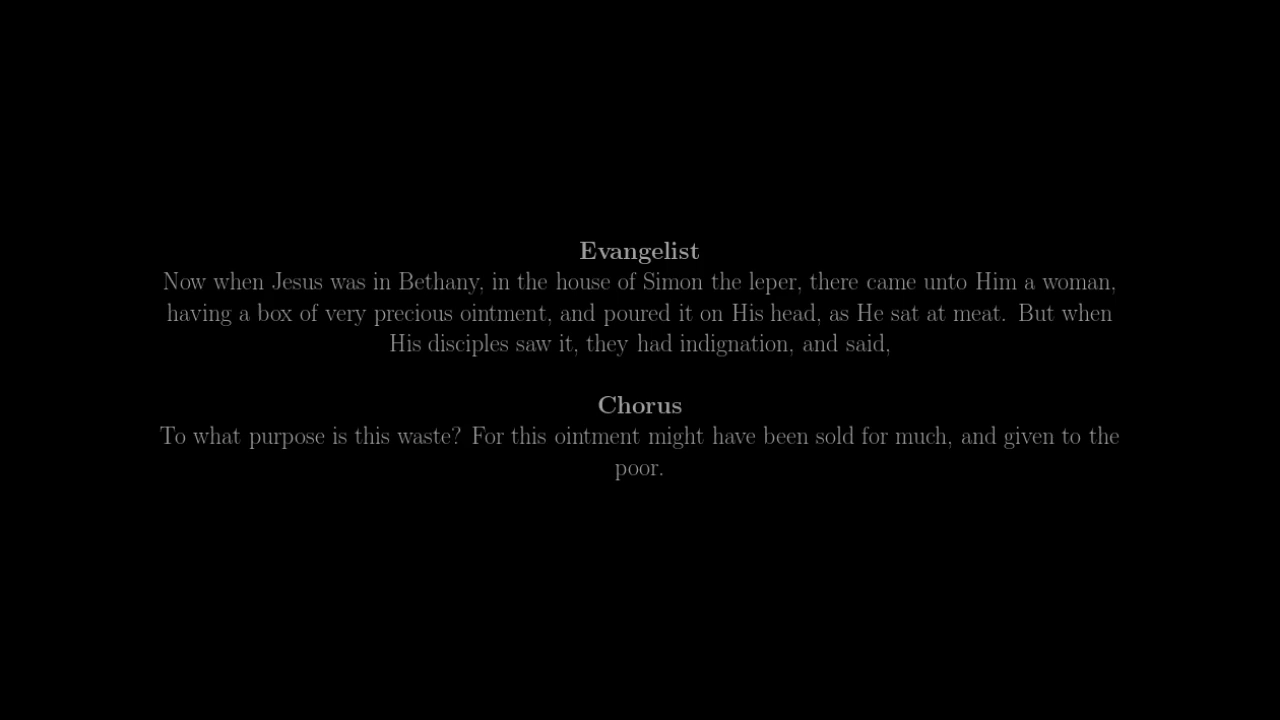 Evangelist
Now when Jesus was in Bethany, in the house of Simon the leper, there came unto Him a woman,
having a box of very precious ointment, and poured it on His head, as He sat at meat. But when
His disciples saw it, they had indignation, and said,
Chorus
To what purpose is this waste? For this ointment might have been sold for much, and given to the
poor.